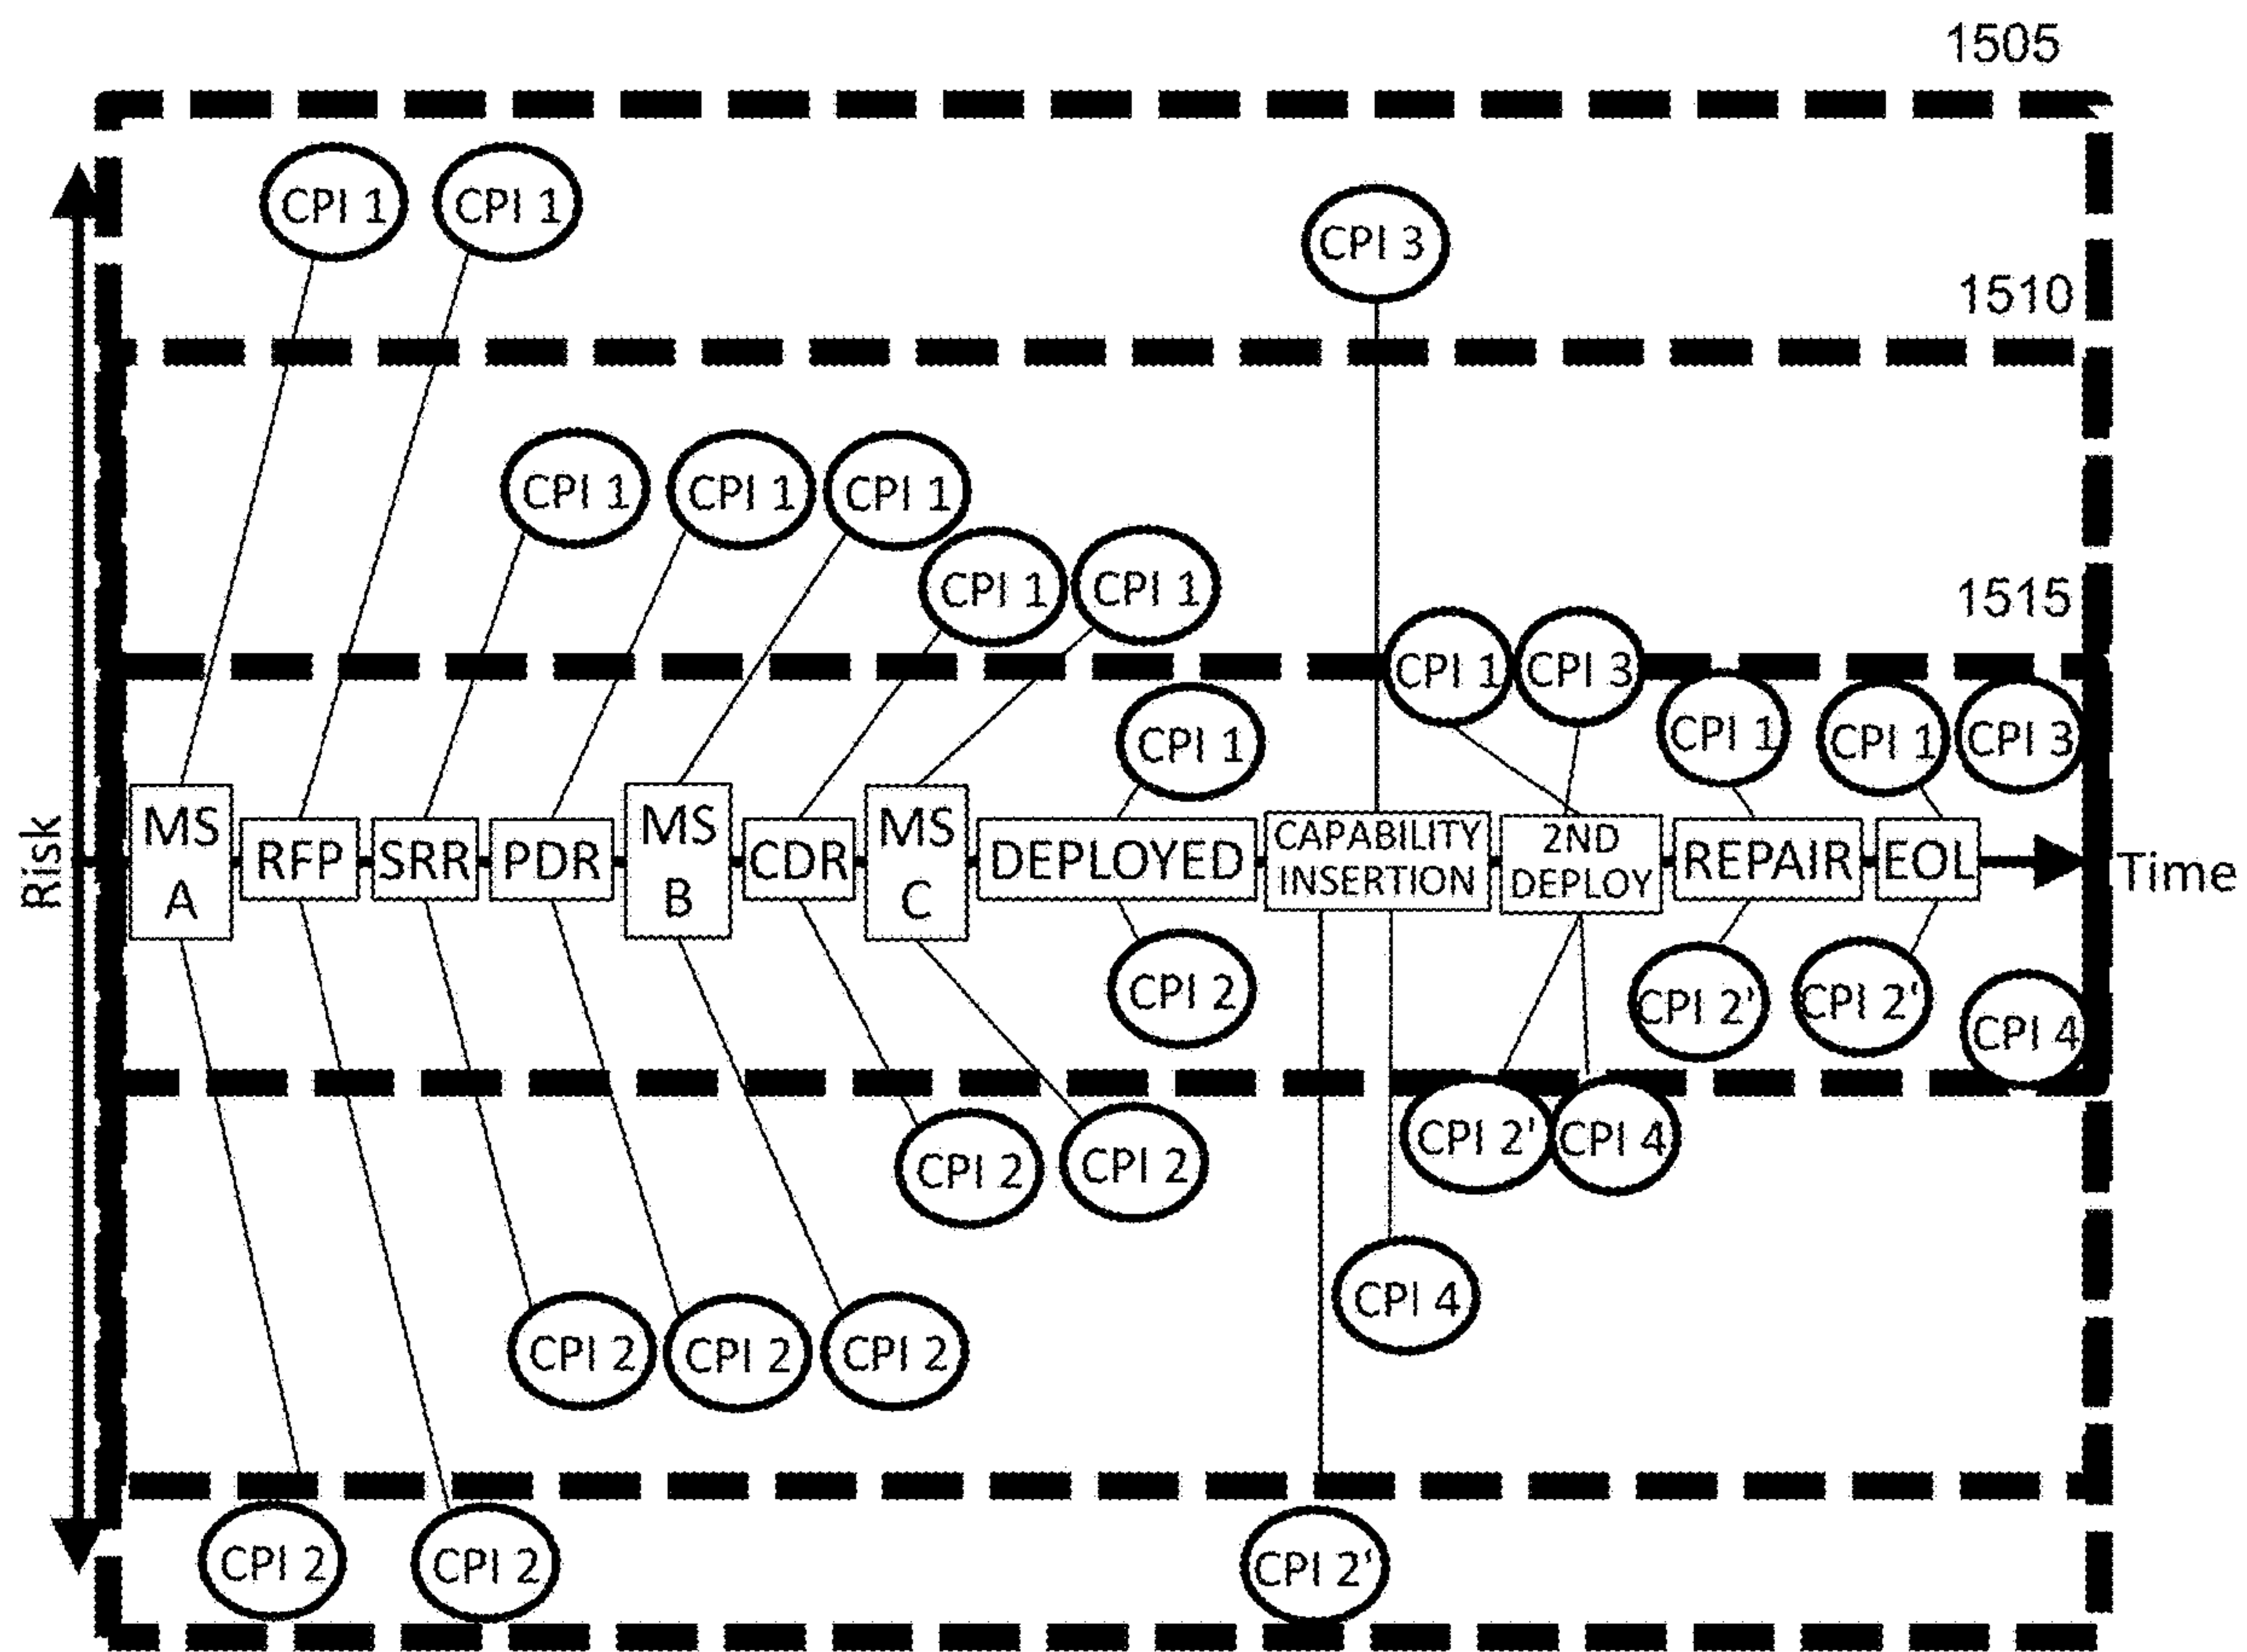 1505
CPI 1
CPI 1
CPI 3
1510
CPI 1
CPI 1
CPI 1
CPI 1
CPI 1
1515
CPI 1
CPI 3
CPI 1
CPI 1
CPI 1
CPI 3
Risk
MS
A
RFP
SRR
PDR
MS
B
CDR
MS
C
DEPLOYED
CAPABILITY
INSERTION
2ND
DEPLOY
REPAIR
EOL
Time
CPI 2
CPI 2'
CPI 2'
CPI 4
CPI 2
CPI 2
CPI 2'
CPI 4
CPI 4
CPI 2
CPI 2
CPI 2
CPI 2
CPI 2
CPI 2'